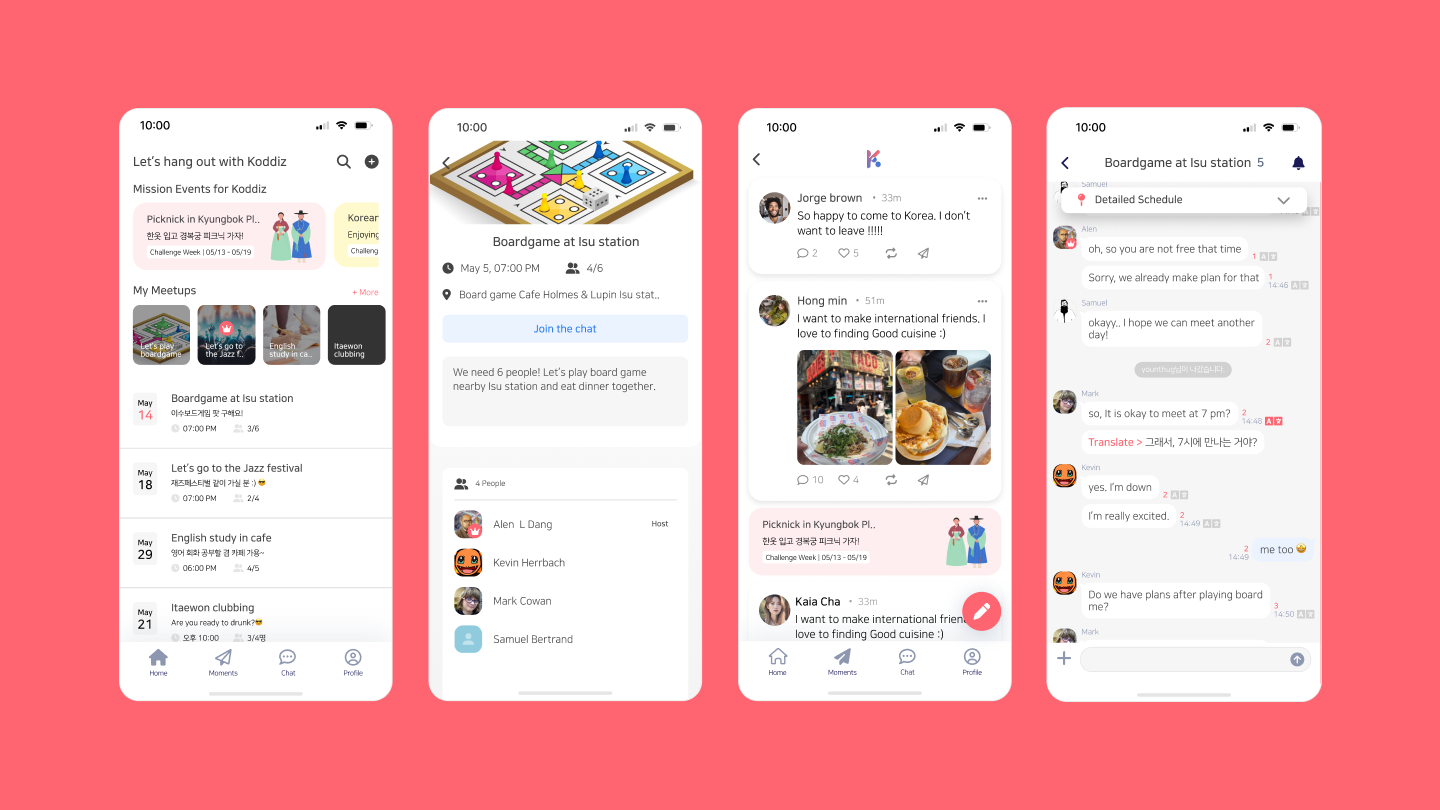 10:00
Let's hang out with Koddiz
Mission Events for Koddiz
Picknick in Kyungbok Pl..
한옷 입고 경복궁 피크닉 가자!
Challenge Week | 05/13 - 05/19
Korean
Enjoying
Challeng
My Meetups
+ More
Let's play
boardgame
Let's go to
the Jazz f..
English
study in ca..
Itaewon
clubbing
May
14
Boardgame at Isu station
이수보드게임 팟 구해요!
07:00 PM
3/6
May
18
Let's go to the Jazz festival
재즈페스티벌 같이 가실 분 :) 😎
07:00 PM
2/4
May
29
English study in cafe
영어 회화 공부할 겸 카페 가용~
06:00 PM
4/5
May
21
Itaewon clubbing
Are you ready to drunk?😎
오후 10:00
3/4명
Home
Moments
Chat
Profile
10:00
Boardgame at Isu station
May 5, 07:00 PM
4/6
Board game Cafe Holmes & Lupin Isu stat..
Join the chat
We need 6 people! Let's play board game
nearby Isu station and eat dinner together.
4 People
Alen L Dang
Host
Kevin Herrbach
Mark Cowan
Samuel Bertrand
10:00
Jorge brown • 33m
So happy to come to Korea. I don't
want to leave !!!!!
2
5
Hong min • 51m
I want to make international friends. I
love to finding Good cuisine :)
10
4
Picknick in Kyungbok Pl..
한옷 입고 경복궁 피크닉 가자!
Challenge Week | 05/13 - 05/19
Kaia Cha • 33m
I want to make international frien
love to finding Good cuisine :)
Home
Moments
Chat
Profile
10:00
Boardgame at Isu station 5
Samuel
Detailed Schedule
Alen
oh, so you are not free that time
1
Sorry, we already make plan for that
1
14:46
Samuel
okayy.. I hope we can meet another
day!
2
younthug님이 나갔습니다.
Mark
so, It is okay to meet at 7 pm?
2
14:48
Translate > 그래서, 7시에 만나는 거야?
Kevin
yes, I'm down
2
I'm really excited.
2
14:49
2
14:49
me too 🤩
Kevin
Do we have plans after playing board
me?
3
14:50
Mark